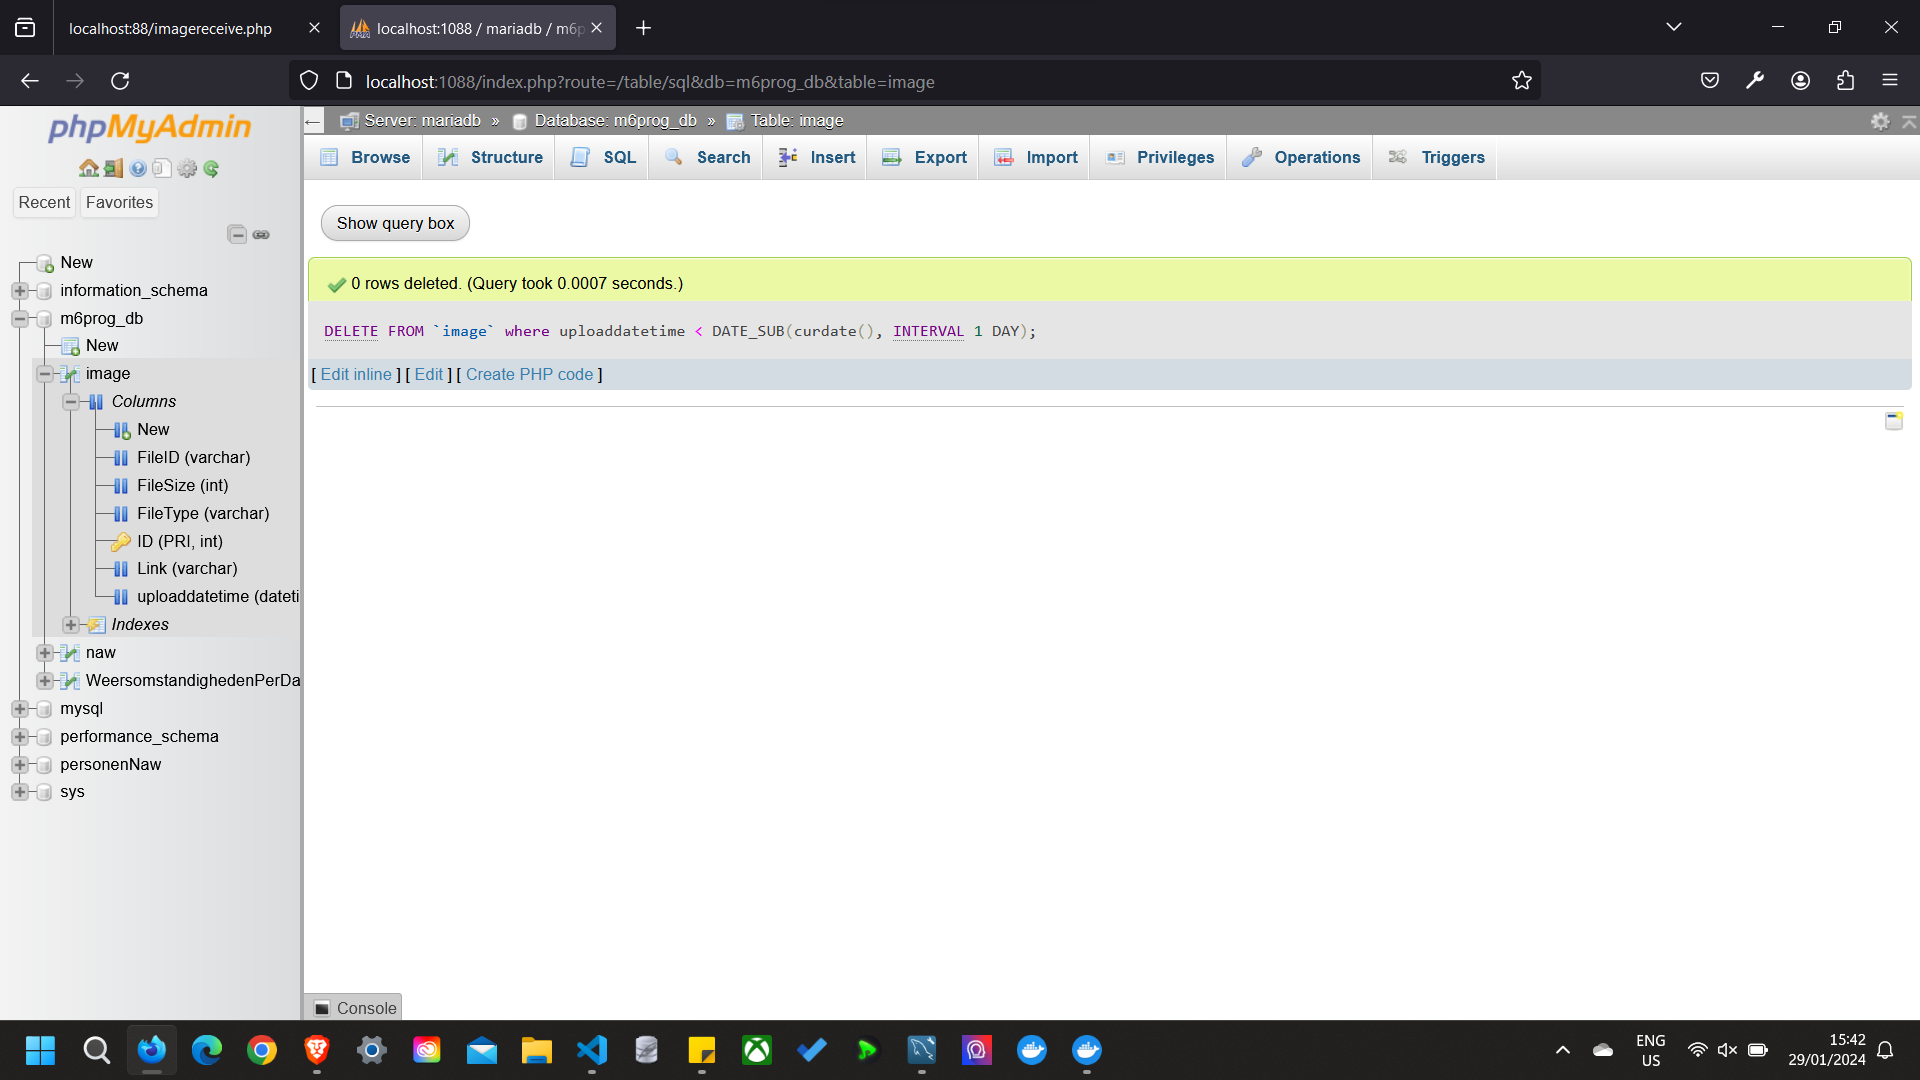 localhost:88/imagereceive.php
localhost:1088 / mariadb / m6p
localhost:1088/index.php?route=/table/sql&db=m6prog_db&table=image
phpMyAdmin
Server: mariadb » Database: m6prog_db » Table: image
Browse Structure SQL Search Insert Export Import Privileges Operations Triggers
Recent Favorites
Show query box
New
information_schema
m6prog_db
New
image
Columns
New
FileID (varchar)
FileSize (int)
FileType (varchar)
ID (PRI, int)
Link (varchar)
uploaddatetime (dateti
Indexes
naw
WeersomstandighedenPerDa
mysql
performance_schema
personenNaw
sys
0 rows deleted. (Query took 0.0007 seconds.)
DELETE FROM `image` where uploaddatetime < DATE_SUB(curdate(), INTERVAL 1 DAY);
[ Edit inline ] [ Edit ] [ Create PHP code ]
Console
ENG
US
15:42
29/01/2024